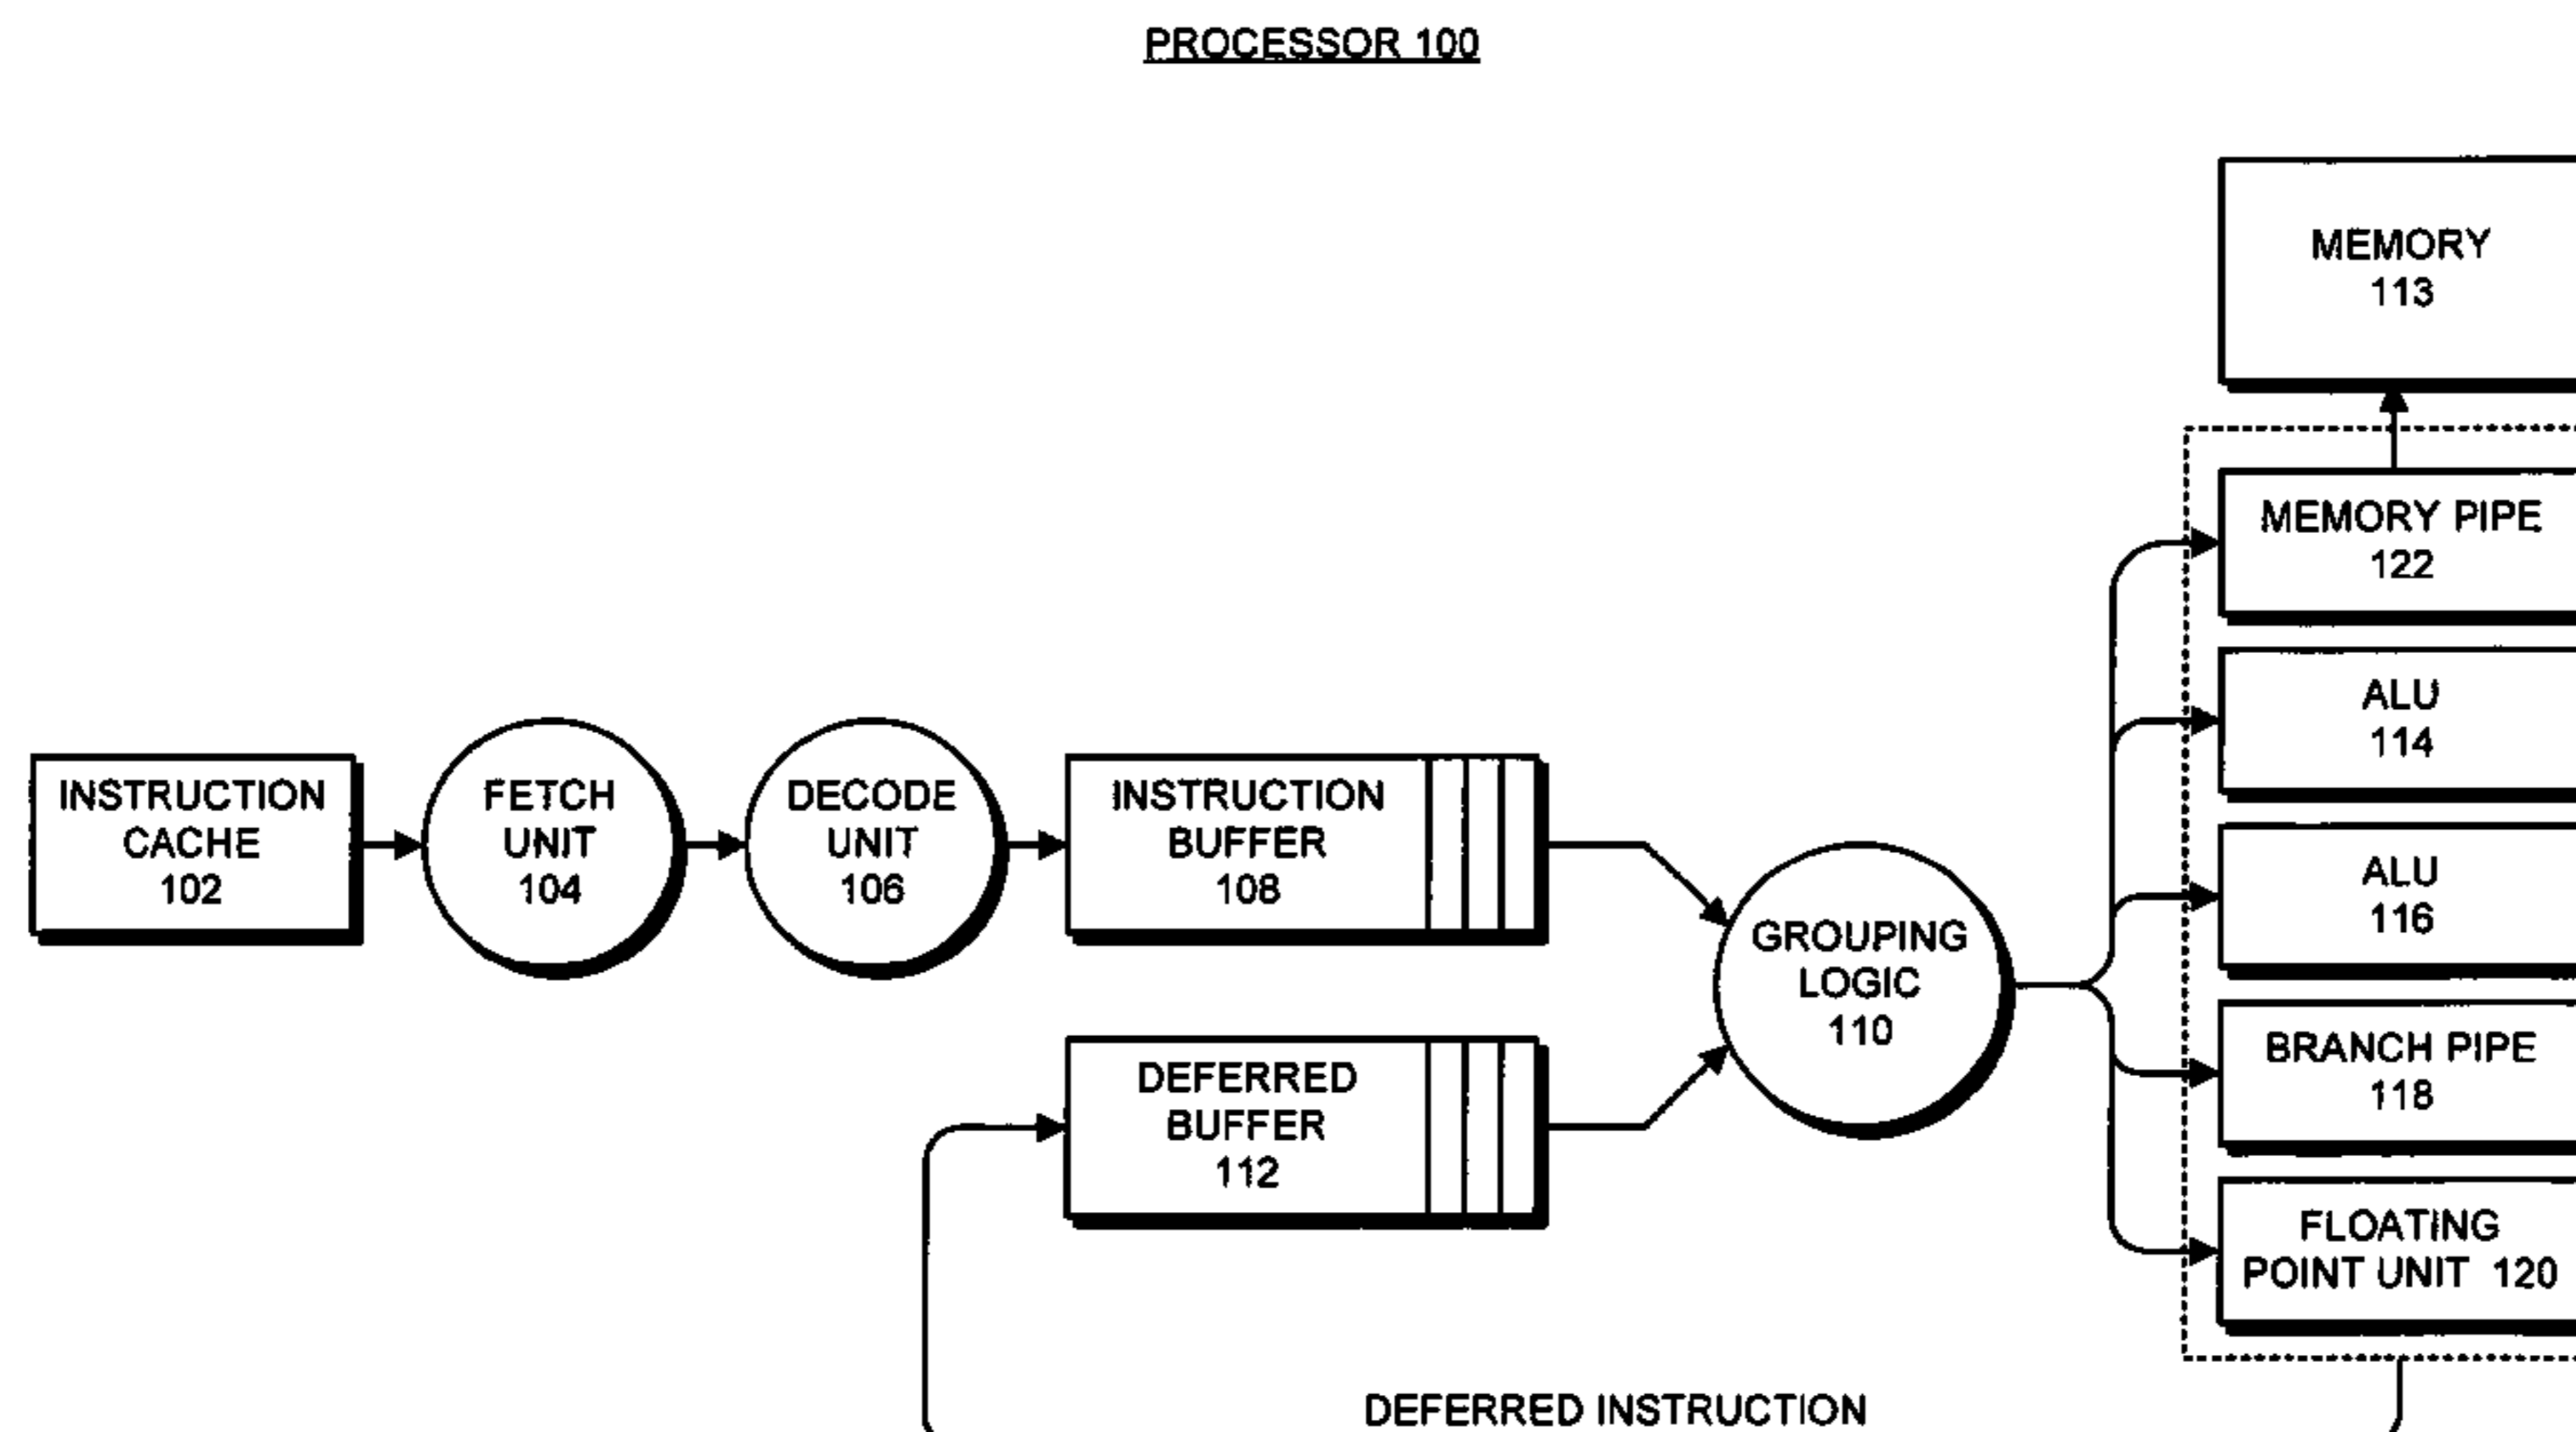 PROCESSOR 100
MEMORY
113
MEMORY PIPE
122
ALU
114
INSTRUCTION
CACHE
102
FETCH
UNIT
104
DECODE
UNIT
106
INSTRUCTION
BUFFER
108
ALU
116
GROUPING
LOGIC
110
DEFERRED
BUFFER
112
BRANCH PIPE
118
FLOATING
POINT UNIT 120
DEFERRED INSTRUCTION